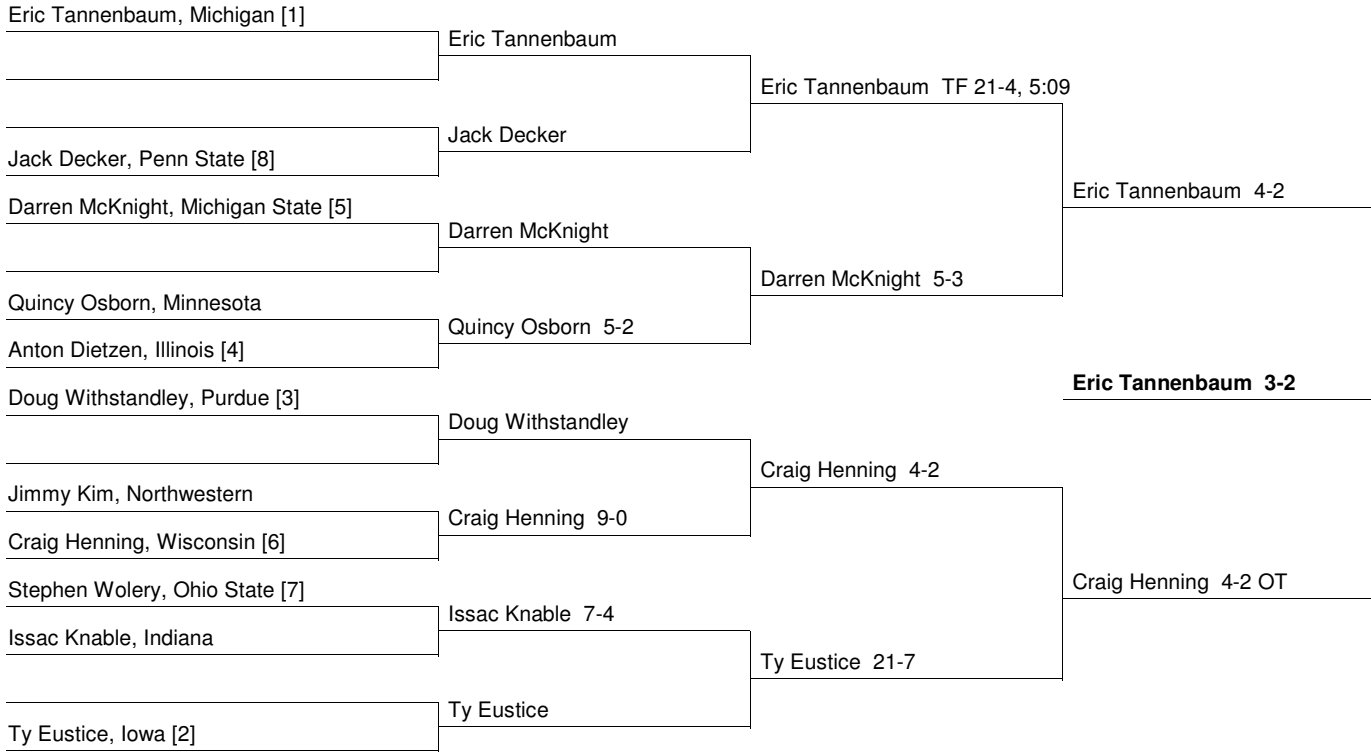 Eric Tannenbaum, Michigan [1]
Eric Tannenbaum
Eric Tannenbaum  TF 21-4, 5:09
Jack Decker
Jack Decker, Penn State [8]
Eric Tannenbaum  4-2
Darren McKnight, Michigan State [5]
Darren McKnight
Darren McKnight  5-3
Quincy Osborn, Minnesota
Quincy Osborn  5-2
Anton Dietzen, Illinois [4]
Eric Tannenbaum  3-2
Doug Withstandley, Purdue [3]
Doug Withstandley
Craig Henning  4-2
Jimmy Kim, Northwestern
Craig Henning  9-0
Craig Henning, Wisconsin [6]
Craig Henning  4-2 OT
Stephen Wolery, Ohio State [7]
Issac Knable  7-4
Issac Knable, Indiana
Ty Eustice  21-7
Ty Eustice
Ty Eustice, Iowa [2]